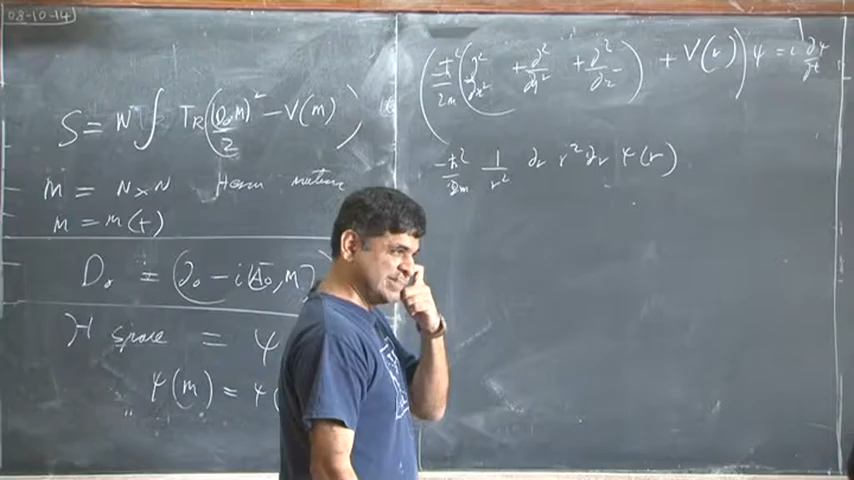 08-10-14
S = N ∫ TR ( (D₀ M)² / 2 − V(M) )
M = N × N Herm matrix
M = M(t)
D₀ = (∂₀ − i[A₀, M])
H space = ψ
ψ(M) = ψ(
( −ħ²/2m ( ∂²/∂x² + ∂²/∂y² + ∂²/∂z² ) + V(r) ) ψ = i ∂ψ/∂t
−ħ²/2m 1/r² ∂r r² ∂r ψ(r)